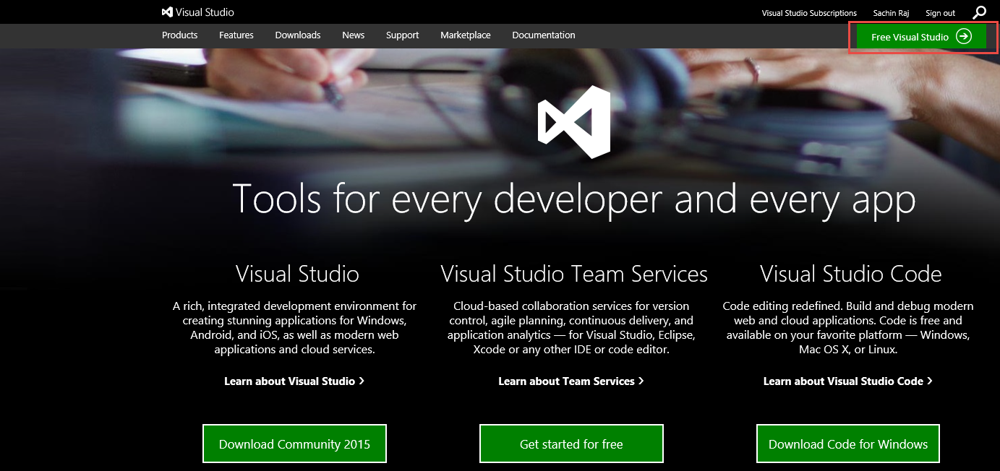 Visual Studio
Visual Studio Subscriptions Sachin Raj Sign out
Products Features Downloads News Support Marketplace Documentation
Free Visual Studio
Tools for every developer and every app
Visual Studio
A rich, integrated development environment for
creating stunning applications for Windows,
Android, and iOS, as well as modern web
applications and cloud services.
Learn about Visual Studio
Download Community 2015
Visual Studio Team Services
Cloud-based collaboration services for version
control, agile planning, continuous delivery, and
application analytics — for Visual Studio, Eclipse,
Xcode or any other IDE or code editor.
Learn about Team Services
Get started for free
Visual Studio Code
Code editing redefined. Build and debug modern
web and cloud applications. Code is free and
available on your favorite platform — Windows,
Mac OS X, or Linux.
Learn about Visual Studio Code
Download Code for Windows